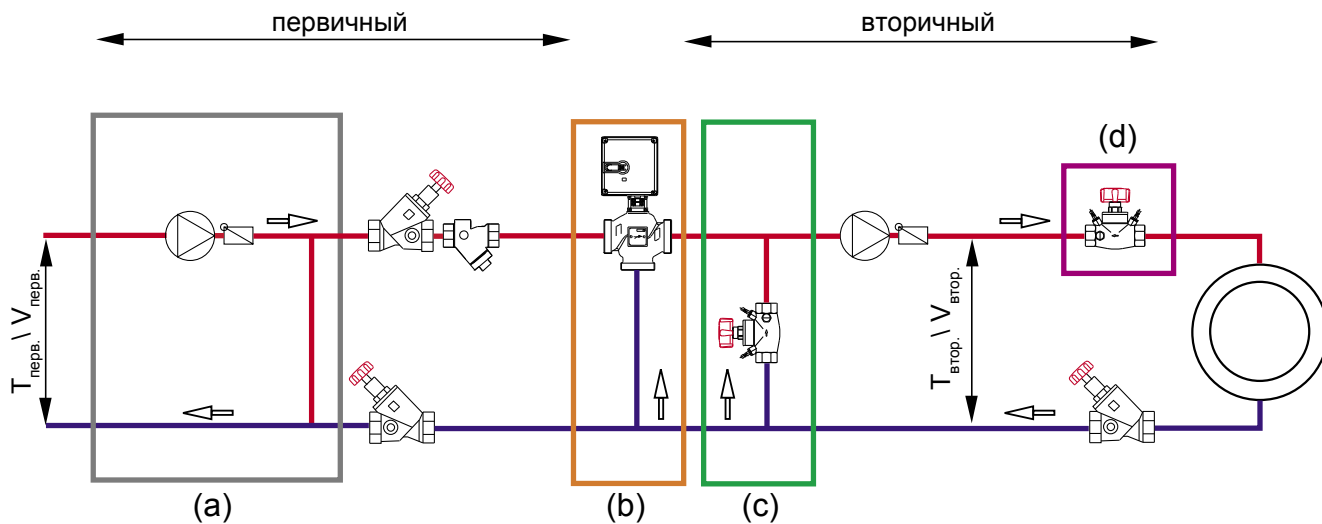 первичный
вторичный
(d)
Tперв. \ Vперв.
Tвтор. \ Vвтор.
(a)
(b)
(c)